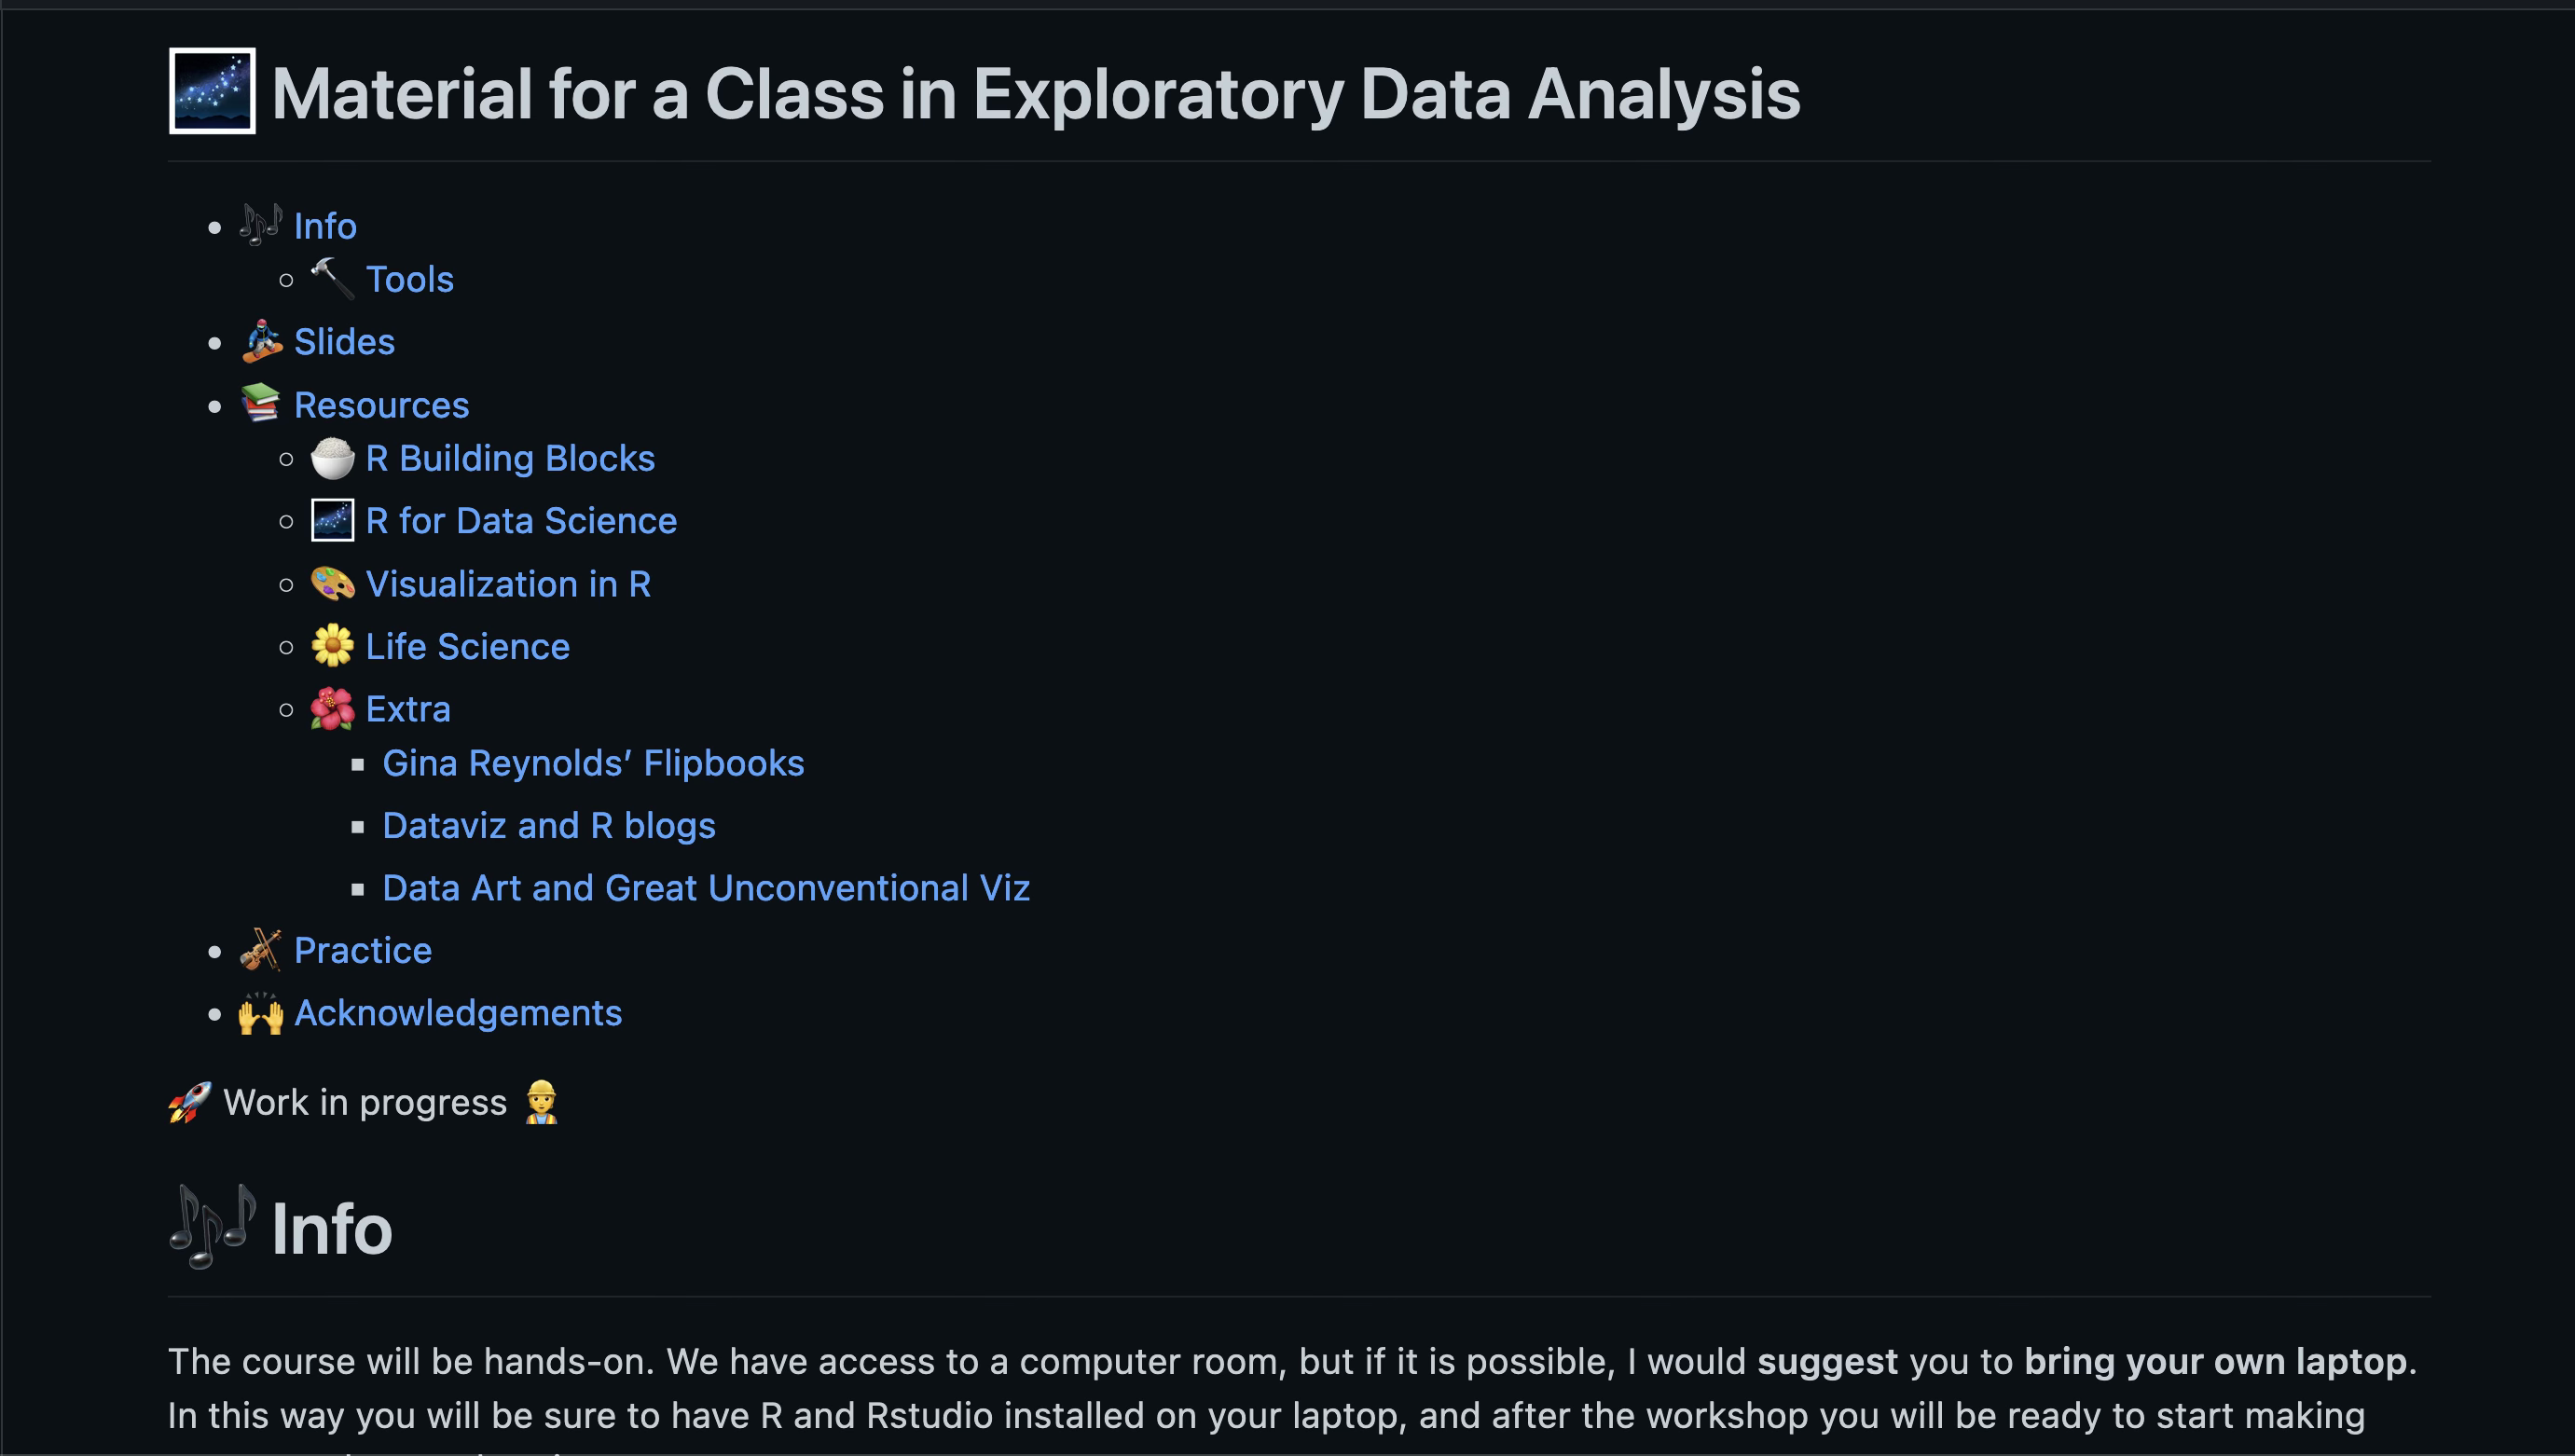 Material for a Class in Exploratory Data Analysis
Info
Tools
Slides
Resources
R Building Blocks
R for Data Science
Visualization in R
Life Science
Extra
Gina Reynolds’ Flipbooks
Dataviz and R blogs
Data Art and Great Unconventional Viz
Practice
Acknowledgements
Work in progress
Info
The course will be hands-on. We have access to a computer room, but if it is possible, I would suggest you to bring your own laptop.
In this way you will be sure to have R and Rstudio installed on your laptop, and after the workshop you will be ready to start making